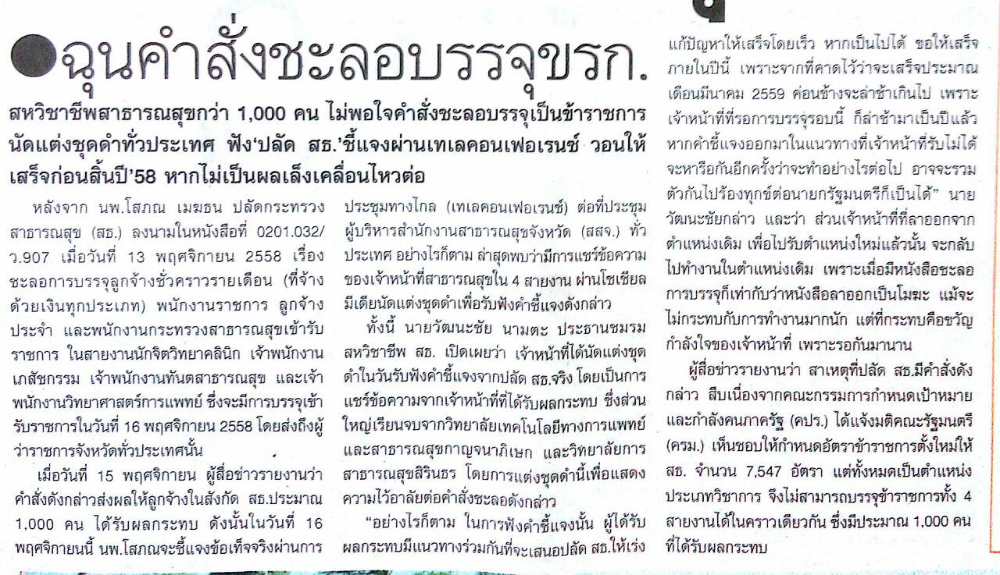 ●ฉุนคำสั่งชะลอบรรจุขรก.
สหวิชาชีพสาธารณสุขกว่า 1,000 คน ไม่พอใจคำสั่งชะลอบรรจุเป็นข้าราชการ
นัดแต่งชุดดำทั่วประเทศ ฟัง‘ปลัด สธ.’ชี้แจงผ่านเทเลคอนเฟอเรนซ์ วอนให้
เสร็จก่อนสิ้นปี’58 หากไม่เป็นผลเล็งเคลื่อนไหวต่อ
หลังจาก นพ.โสภณ เมฆธน ปลัดกระทรวง
สาธารณสุข (สธ.) ลงนามในหนังสือที่ 0201.032/
ว.907 เมื่อวันที่ 13 พฤศจิกายน 2558 เรื่อง
ชะลอการบรรจุลูกจ้างชั่วคราวรายเดือน (ที่จ้าง
ด้วยเงินทุกประเภท) พนักงานราชการ ลูกจ้าง
ประจำ และพนักงานกระทรวงสาธารณสุขเข้ารับ
ราชการ ในสายงานนักจิตวิทยาคลินิก เจ้าพนักงาน
เภสัชกรรม เจ้าพนักงานทันตสาธารณสุข และเจ้า
พนักงานวิทยาศาสตร์การแพทย์ ซึ่งจะมีการบรรจุเข้า
รับราชการในวันที่ 16 พฤศจิกายน 2558 โดยส่งถึงผู้
ว่าราชการจังหวัดทั่วประเทศนั้น
เมื่อวันที่ 15 พฤศจิกายน ผู้สื่อข่าวรายงานว่า
คำสั่งดังกล่าวส่งผลให้ลูกจ้างในสังกัด สธ.ประมาณ
1,000 คน ได้รับผลกระทบ ดังนั้นในวันที่ 16
พฤศจิกายนนี้ นพ.โสภณจะชี้แจงข้อเท็จจริงผ่านการ
ประชุมทางไกล (เทเลคอนเฟอเรนซ์) ต่อที่ประชุม
ผู้บริหารสำนักงานสาธารณสุขจังหวัด (สสจ.) ทั่ว
ประเทศ อย่างไรก็ตาม ล่าสุดพบว่ามีการแชร์ข้อความ
ของเจ้าหน้าที่สาธารณสุขใน 4 สายงาน ผ่านโซเชียล
มีเดียนัดแต่งชุดดำเพื่อรับฟังคำชี้แจงดังกล่าว
ทั้งนี้ นายวัฒนะชัย นามตะ ประธานชมรม
สหวิชาชีพ สธ. เปิดเผยว่า เจ้าหน้าที่ได้นัดแต่งชุด
ดำในวันรับฟังคำชี้แจงจากปลัด สธ.จริง โดยเป็นการ
แชร์ข้อความจากเจ้าหน้าที่ที่ได้รับผลกระทบ ซึ่งส่วน
ใหญ่เรียนจบจากวิทยาลัยเทคโนโลยีทางการแพทย์
และสาธารณสุขกาญจนาภิเษก และวิทยาลัยการ
สาธารณสุขสิรินธร โดยการแต่งชุดดำนี้เพื่อแสดง
ความไว้อาลัยต่อคำสั่งชะลอดังกล่าว
“อย่างไรก็ตาม ในการฟังคำชี้แจงนั้น ผู้ได้รับ
ผลกระทบมีแนวทางร่วมกันที่จะเสนอปลัด สธ.ให้เร่ง
แก้ปัญหาให้เสร็จโดยเร็ว หากเป็นไปได้ ขอให้เสร็จ
ภายในปีนี้ เพราะจากที่คาดไว้ว่าจะเสร็จประมาณ
เดือนมีนาคม 2559 ค่อนข้างจะล่าช้าเกินไป เพราะ
เจ้าหน้าที่ที่รอการบรรจุรอบนี้ ก็ล่าช้ามาเป็นปีแล้ว
หากคำชี้แจงออกมาในแนวทางที่เจ้าหน้าที่รับไม่ได้
จะหารือกันอีกครั้งว่าจะทำอย่างไรต่อไป อาจจะรวม
ตัวกันไปร้องทุกข์ต่อนายกรัฐมนตรีก็เป็นได้” นาย
วัฒนะชัยกล่าว และว่า ส่วนเจ้าหน้าที่ที่ลาออกจาก
ตำแหน่งเดิม เพื่อไปรับตำแหน่งใหม่แล้วนั้น จะกลับ
ไปทำงานในตำแหน่งเดิม เพราะเมื่อมีหนังสือชะลอ
การบรรจุก็เท่ากับว่าหนังสือลาออกเป็นโมฆะ แม้จะ
ไม่กระทบกับการทำงานมากนัก แต่ที่กระทบคือขวัญ
กำลังใจของเจ้าหน้าที่ เพราะรอกันมานาน
ผู้สื่อข่าวรายงานว่า สาเหตุที่ปลัด สธ.มีคำสั่งดัง
กล่าว สืบเนื่องจากคณะกรรมการกำหนดเป้าหมาย
และกำลังคนภาครัฐ (คปร.) ได้แจ้งมติคณะรัฐมนตรี
(ครม.) เห็นชอบให้กำหนดอัตราข้าราชการตั้งใหม่ให้
สธ. จำนวน 7,547 อัตรา แต่ทั้งหมดเป็นตำแหน่ง
ประเภทวิชาการ จึงไม่สามารถบรรจุข้าราชการทั้ง 4
สายงานได้ในคราวเดียวกัน ซึ่งมีประมาณ 1,000 คน
ที่ได้รับผลกระทบ